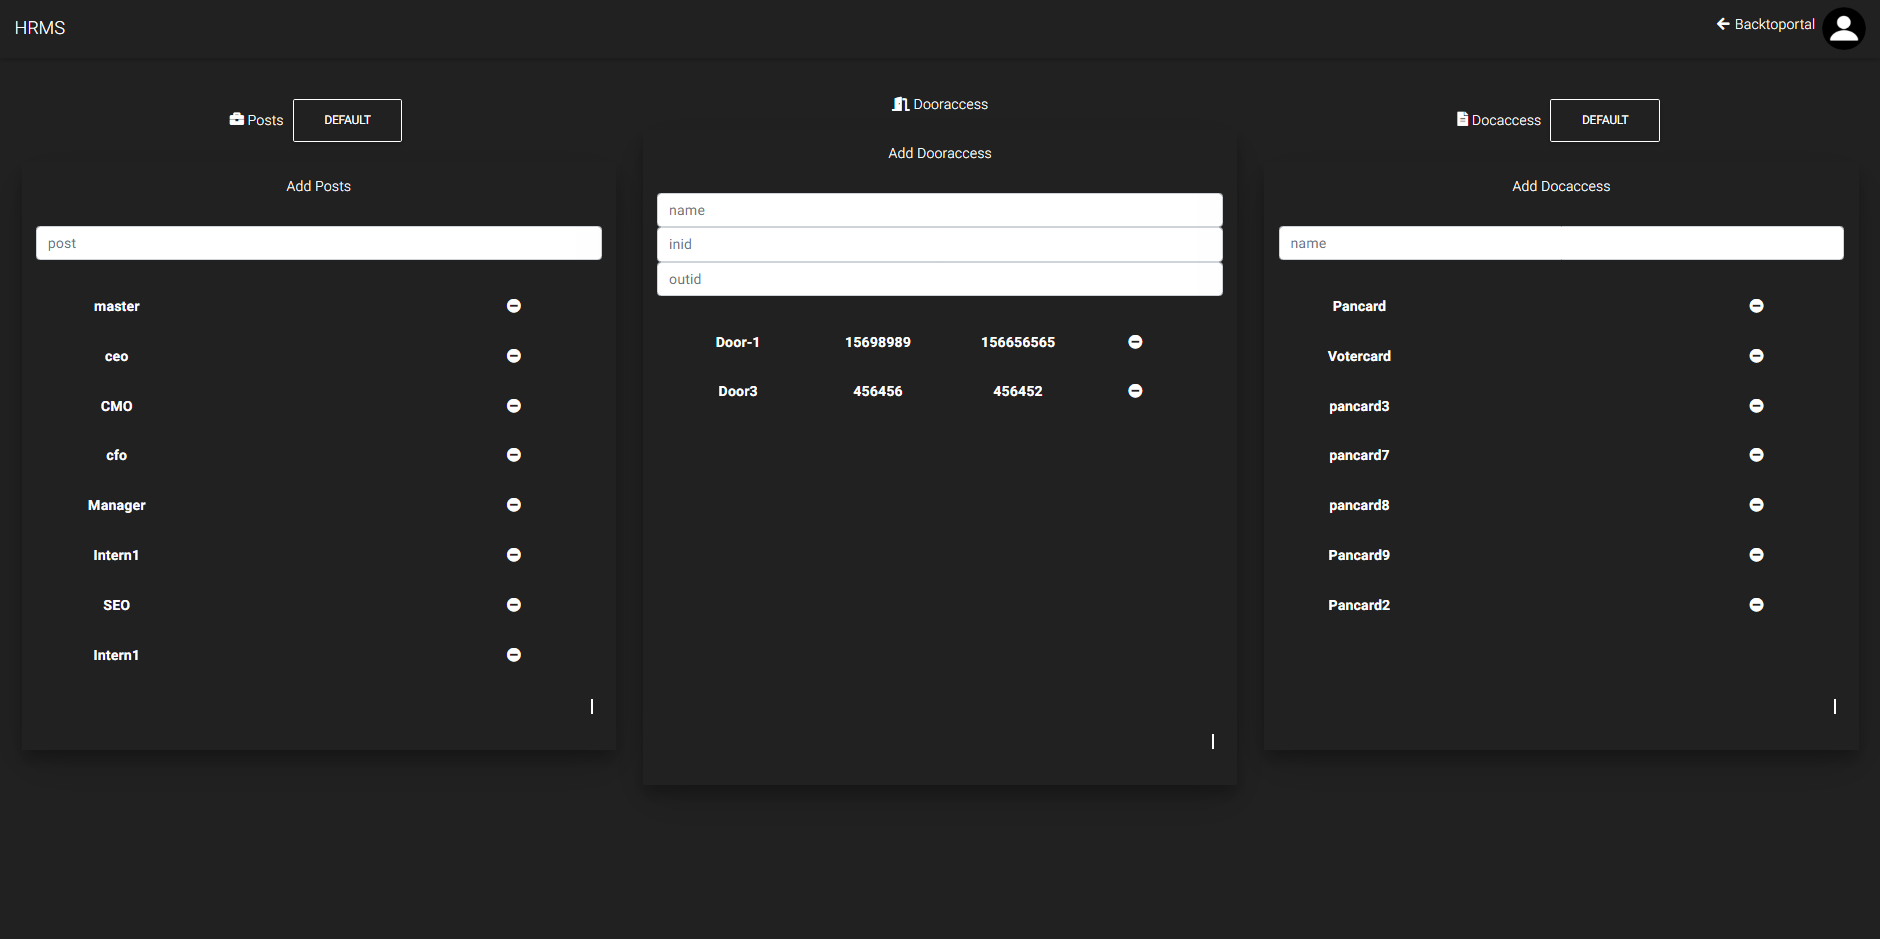 HRMS
Backtoportal
Posts
DEFAULT
Add Posts
post
master
ceo
CMO
cfo
Manager
Intern1
SEO
Intern1
Dooraccess
Add Dooraccess
name
inid
outid
Door-1 15698989 156656565
Door3 456456 456452
Docaccess
DEFAULT
Add Docaccess
name
Pancard
Votercard
pancard3
pancard7
pancard8
Pancard9
Pancard2